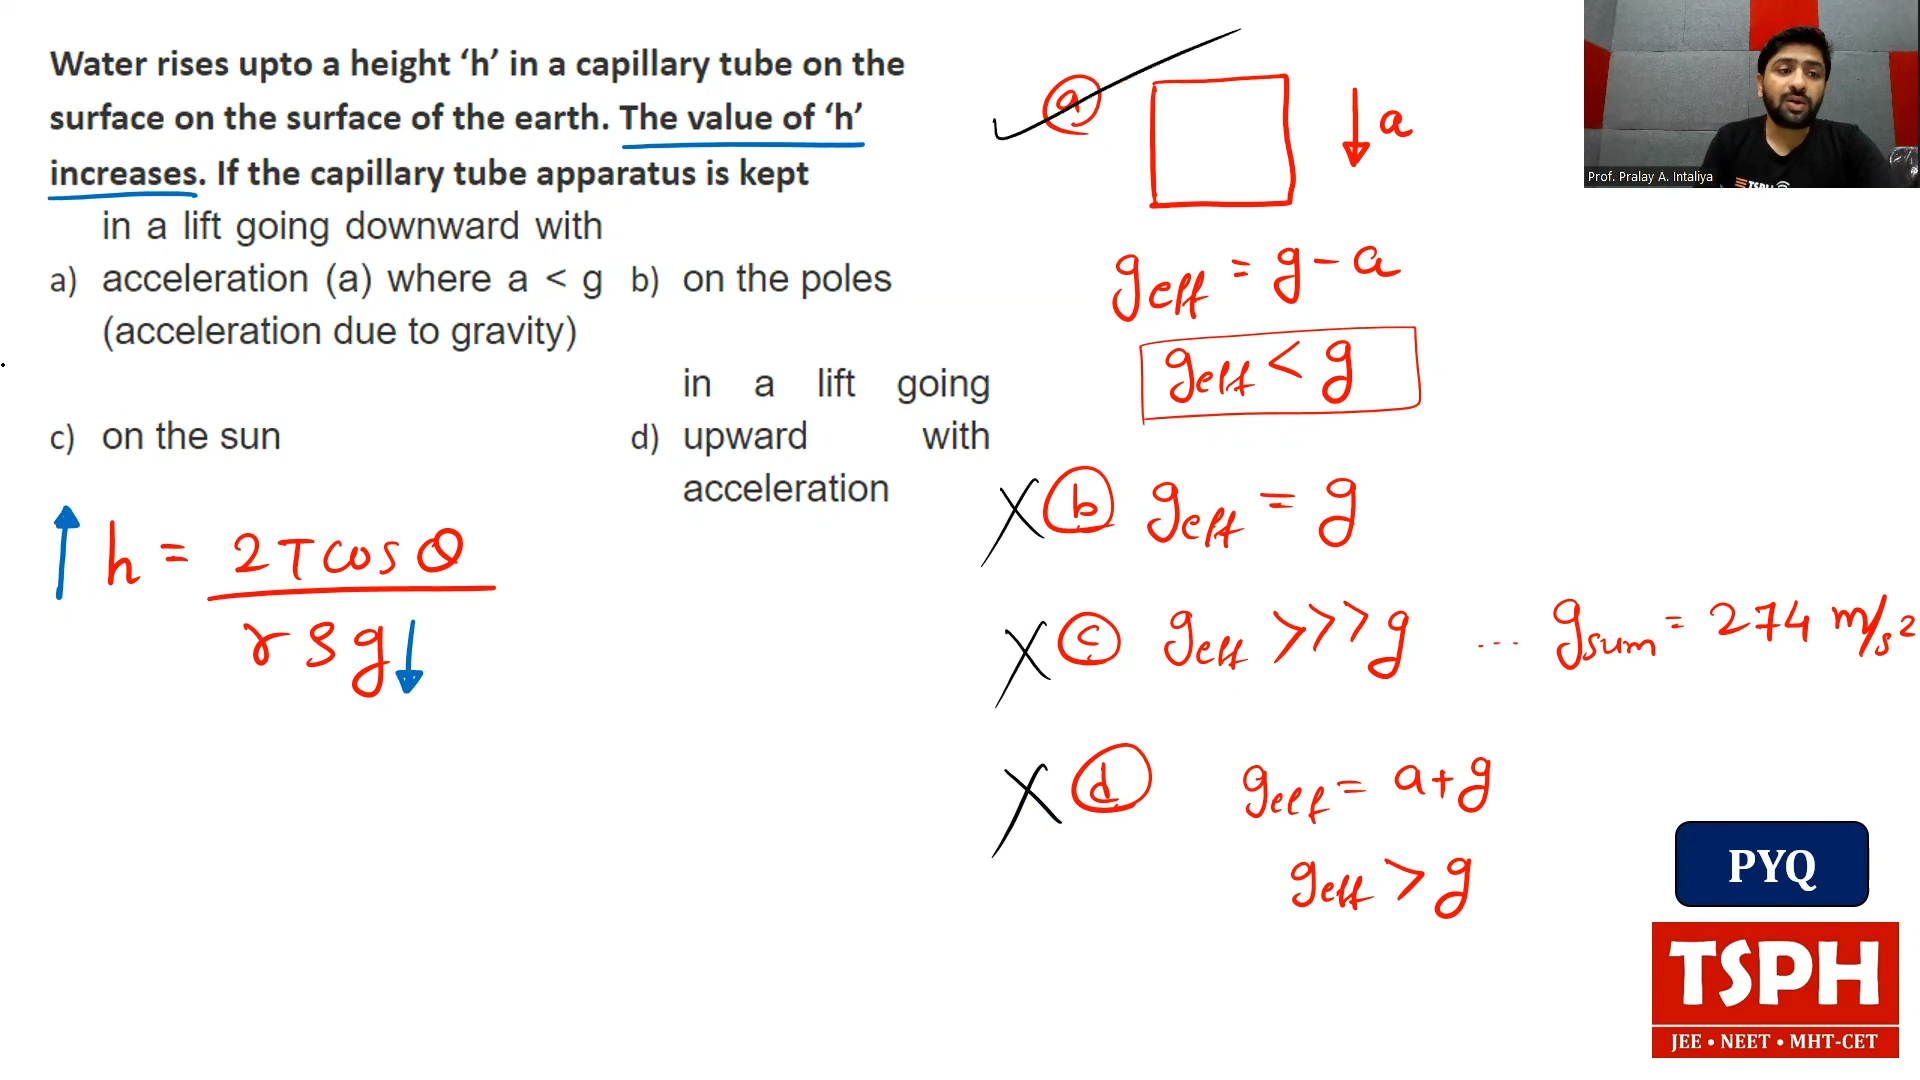 Water rises upto a height ‘h’ in a capillary tube on the
surface on the surface of the earth. The value of ‘h’
increases. If the capillary tube apparatus is kept
in a lift going downward with
a) acceleration (a) where a < g
(acceleration due to gravity)
b) on the poles
c) on the sun
in a lift going
d) upward with
acceleration
h = 2Tcosθ
rρg
a
↓ a
geff = g - a
geff < g
X b geff = g
X c geff >>> g ... gsum = 274 m/s²
X d geff = a+g
geff > g
Prof. Pralay A. Intaliya
PYQ
TSPH
JEE • NEET • MHT-CET